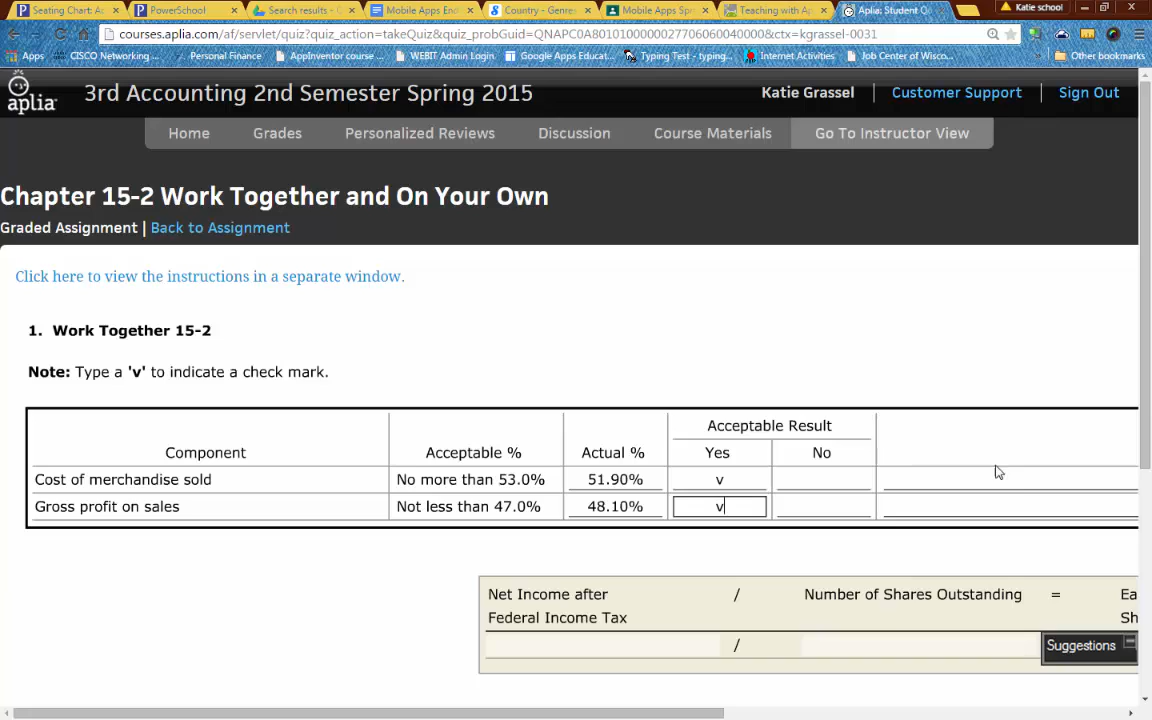 Seating Chart: Ac
PowerSchool
Search results - G
Mobile Apps End
Country - Genre:
Mobile Apps Spr
Teaching with Ap
Aplia: Student Qu
Katie school
courses.aplia.com/af/servlet/quiz?quiz_action=takeQuiz&quiz_probGuid=QNAPC0A8010100000027706060040000&ctx=kgrassel-0031
Apps
CISCO Networking ...
Personal Finance
AppInventor course ...
WEBIT Admin Login
Google Apps Educat...
Typing Test - typing...
Internet Activities
Job Center of Wisco...
Other bookmarks
aplia
3rd Accounting 2nd Semester Spring 2015
Katie Grassel
Customer Support
Sign Out
Home
Grades
Personalized Reviews
Discussion
Course Materials
Go To Instructor View
Chapter 15-2 Work Together and On Your Own
Graded Assignment | Back to Assignment
Click here to view the instructions in a separate window.
1. Work Together 15-2
Note: Type a 'v' to indicate a check mark.
Acceptable Result
Component Acceptable % Actual % Yes No
Cost of merchandise sold No more than 53.0% 51.90% v
Gross profit on sales Not less than 47.0% 48.10% v
Net Income after / Number of Shares Outstanding = Ea
Federal Income Tax Sh
/
Suggestions